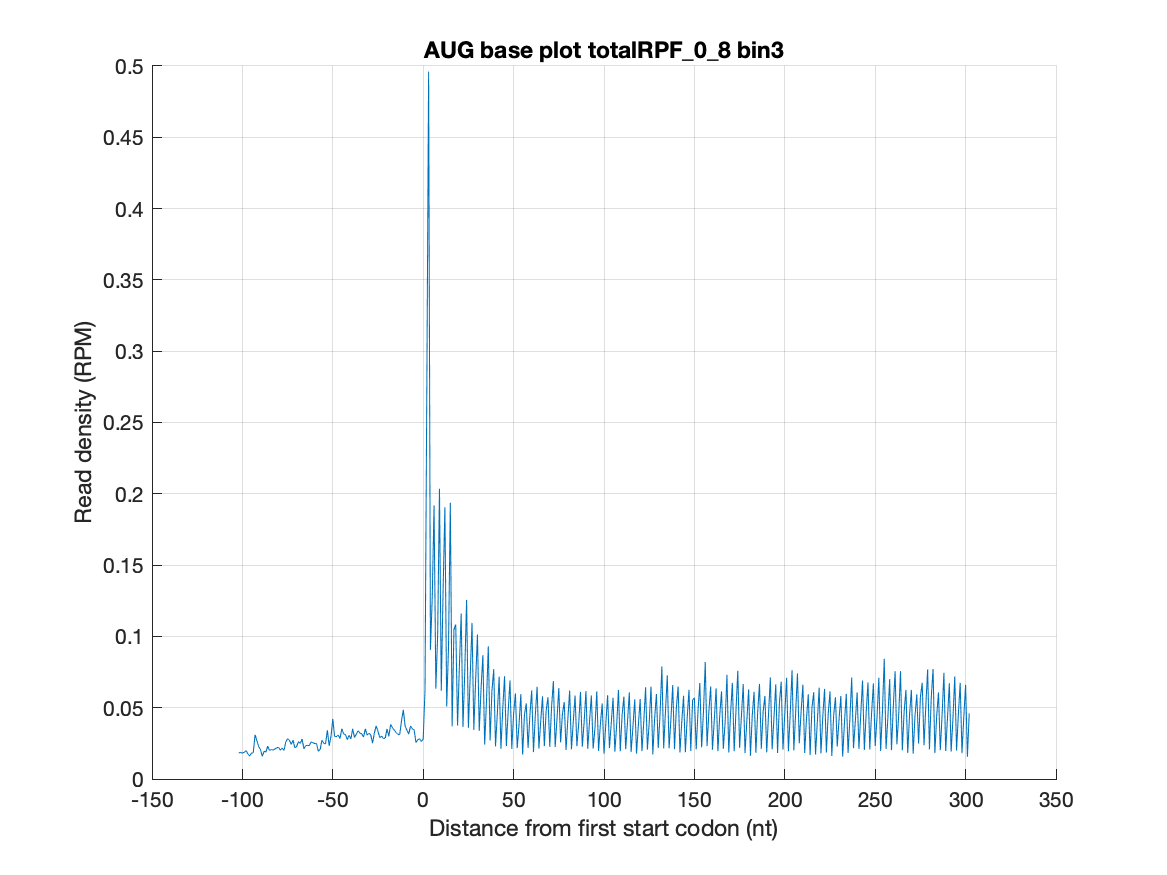 AUG base plot totalRPF_0_8 bin3
0.5
0.45
0.4
0.35
0.3
0.25
0.2
0.15
0.1
0.05
0
Read density (RPM)
-150 -100 -50 0 50 100 150 200 250 300 350
Distance from first start codon (nt)